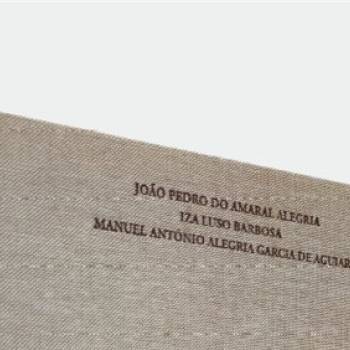 JOÃO PEDRO DO AMARAL ALEGRIA
IZA LUSO BARBOSA
MANUEL ANTÓNIO ALEGRIA GARCIA DE AGUIAR